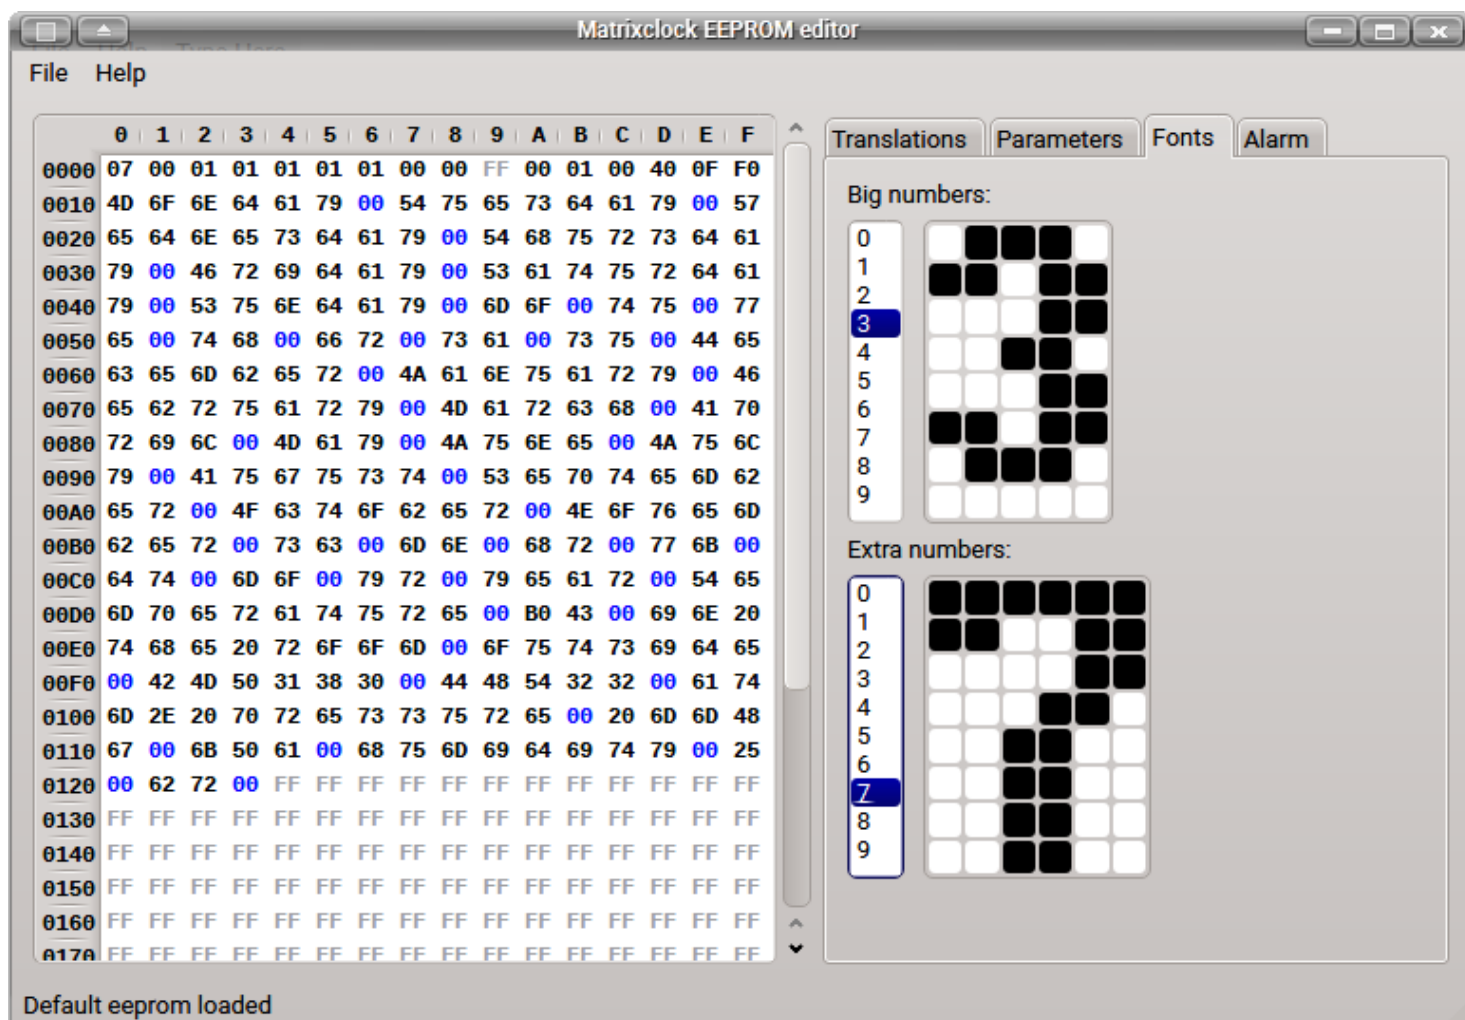 Matrixclock EEPROM editor
File Help
0 1 2 3 4 5 6 7 8 9 A B C D E F
0000 07 00 01 01 01 01 01 00 00 FF 00 01 00 40 0F F0
0010 4D 6F 6E 64 61 79 00 54 75 65 73 64 61 79 00 57
0020 65 64 6E 65 73 64 61 79 00 54 68 75 72 73 64 61
0030 79 00 46 72 69 64 61 79 00 53 61 74 75 72 64 61
0040 79 00 53 75 6E 64 61 79 00 6D 6F 00 74 75 00 77
0050 65 00 74 68 00 66 72 00 73 61 00 73 75 00 44 65
0060 63 65 6D 62 65 72 00 4A 61 6E 75 61 72 79 00 46
0070 65 62 72 75 61 72 79 00 4D 61 72 63 68 00 41 70
0080 72 69 6C 00 4D 61 79 00 4A 75 6E 65 00 4A 75 6C
0090 79 00 41 75 67 75 73 74 00 53 65 70 74 65 6D 62
00A0 65 72 00 4F 63 74 6F 62 65 72 00 4E 6F 76 65 6D
00B0 62 65 72 00 73 63 00 6D 6E 00 68 72 00 77 6B 00
00C0 64 74 00 6D 6F 00 79 72 00 79 65 61 72 00 54 65
00D0 6D 70 65 72 61 74 75 72 65 00 B0 43 00 69 6E 20
00E0 74 68 65 20 72 6F 6F 6D 00 6F 75 74 73 69 64 65
00F0 00 42 4D 50 31 38 30 00 44 48 54 32 32 00 61 74
0100 6D 2E 20 70 72 65 73 73 75 72 65 00 20 6D 6D 48
0110 67 00 6B 50 61 00 68 75 6D 69 64 69 74 79 00 25
0120 00 62 72 00 FF FF FF FF FF FF FF FF FF FF FF FF
0130 FF FF FF FF FF FF FF FF FF FF FF FF FF FF FF FF
0140 FF FF FF FF FF FF FF FF FF FF FF FF FF FF FF FF
0150 FF FF FF FF FF FF FF FF FF FF FF FF FF FF FF FF
0160 FF FF FF FF FF FF FF FF FF FF FF FF FF FF FF FF
0170 FF FF FF FF FF FF FF FF FF FF FF FF FF FF FF FF
Translations Parameters Fonts Alarm
Big numbers:
0
1
2
3
4
5
6
7
8
9
Extra numbers:
0
1
2
3
4
5
6
7
8
9
Default eeprom loaded